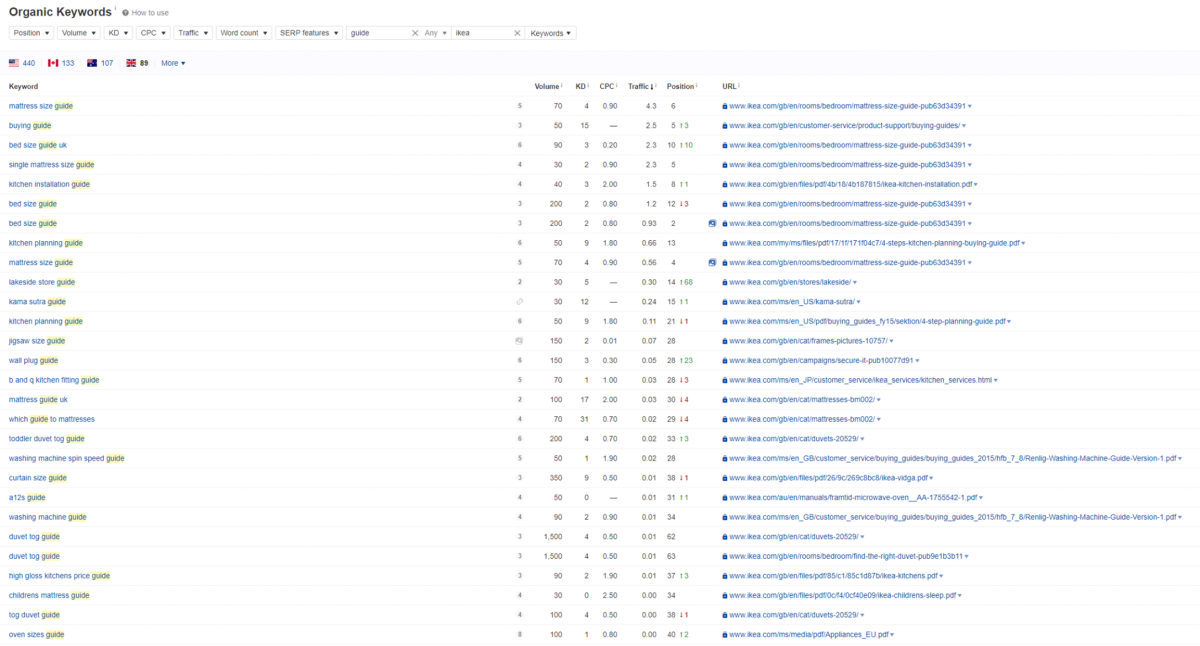 Organic Keywords i How to use
Position Volume KD CPC Traffic Word count SERP features guide Any ikea Keywords
440 133 107 89 More
Keyword Volume KD CPC Traffic Position URL
mattress size guide 5 70 4 0.90 4.3 6 www.ikea.com/gb/en/rooms/bedroom/mattress-size-guide-pub63d34391
buying guide 3 50 15 — 2.5 5 ↑3 www.ikea.com/gb/en/customer-service/product-support/buying-guides/
bed size guide uk 6 90 3 0.20 2.3 10 ↑10 www.ikea.com/gb/en/rooms/bedroom/mattress-size-guide-pub63d34391
single mattress size guide 4 30 2 0.90 2.3 5 www.ikea.com/gb/en/rooms/bedroom/mattress-size-guide-pub63d34391
kitchen installation guide 4 40 3 2.00 1.5 8 ↑1 www.ikea.com/gb/en/files/pdf/4b/18/4b187815/ikea-kitchen-installation.pdf
bed size guide 3 200 2 0.80 1.2 12 ↓3 www.ikea.com/gb/en/rooms/bedroom/mattress-size-guide-pub63d34391
bed size guide 3 200 2 0.80 0.93 2 www.ikea.com/gb/en/rooms/bedroom/mattress-size-guide-pub63d34391
kitchen planning guide 6 50 9 1.80 0.66 13 www.ikea.com/my/ms/files/pdf/17/1f/171f04c7/4-steps-kitchen-planning-buying-guide.pdf
mattress size guide 5 70 4 0.90 0.56 4 www.ikea.com/gb/en/rooms/bedroom/mattress-size-guide-pub63d34391
lakeside store guide 2 30 5 — 0.30 14 ↑68 www.ikea.com/gb/en/stores/lakeside/
kama sutra guide 30 12 — 0.24 15 ↑1 www.ikea.com/ms/en_US/kama-sutra/
kitchen planning guide 6 50 9 1.80 0.11 21 ↓1 www.ikea.com/ms/en_US/pdf/buying_guides_fy15/sektion/4-step-planning-guide.pdf
jigsaw size guide 150 2 0.01 0.07 28 www.ikea.com/gb/en/cat/frames-pictures-10757/
wall plug guide 6 150 3 0.30 0.05 28 ↑23 www.ikea.com/gb/en/campaigns/secure-it-pub10077d91
b and q kitchen fitting guide 5 70 1 1.00 0.03 28 ↓3 www.ikea.com/ms/en_JP/customer_service/ikea_services/kitchen_services.html
mattress guide uk 2 100 17 2.00 0.03 30 ↓4 www.ikea.com/gb/en/cat/mattresses-bm002/
which guide to mattresses 4 70 31 0.70 0.02 29 ↓4 www.ikea.com/gb/en/cat/mattresses-bm002/
toddler duvet tog guide 6 200 4 0.70 0.02 33 ↑3 www.ikea.com/gb/en/cat/duvets-20529/
washing machine spin speed guide 5 50 1 1.90 0.02 28 www.ikea.com/ms/en_GB/customer_service/buying_guides/buying_guides_2015/hfb_7_8/Renlig-Washing-Machine-Guide-Version-1.pdf
curtain size guide 3 350 9 0.50 0.01 38 ↓1 www.ikea.com/gb/en/files/pdf/26/9c/269c8bc8/ikea-vidga.pdf
a12s guide 4 50 0 — 0.01 31 ↑1 www.ikea.com/au/en/manuals/framtid-microwave-oven__AA-1755542-1.pdf
washing machine guide 4 90 2 0.90 0.01 34 www.ikea.com/ms/en_GB/customer_service/buying_guides/buying_guides_2015/hfb_7_8/Renlig-Washing-Machine-Guide-Version-1.pdf
duvet tog guide 3 1,500 4 0.50 0.01 62 www.ikea.com/gb/en/cat/duvets-20529/
duvet tog guide 3 1,500 4 0.50 0.01 63 www.ikea.com/gb/en/rooms/bedroom/find-the-right-duvet-pub9e1b3b11
high gloss kitchens price guide 3 90 2 1.90 0.01 37 ↑3 www.ikea.com/gb/en/files/pdf/85/c1/85c1d87b/ikea-kitchens.pdf
childrens mattress guide 4 30 0 2.50 0.00 34 www.ikea.com/gb/en/files/pdf/0c/f4/0cf40e09/ikea-childrens-sleep.pdf
tog duvet guide 4 100 4 0.50 0.00 38 ↓1 www.ikea.com/gb/en/cat/duvets-20529/
oven sizes guide 8 100 1 0.80 0.00 40 ↑2 www.ikea.com/ms/media/pdf/Appliances_EU.pdf